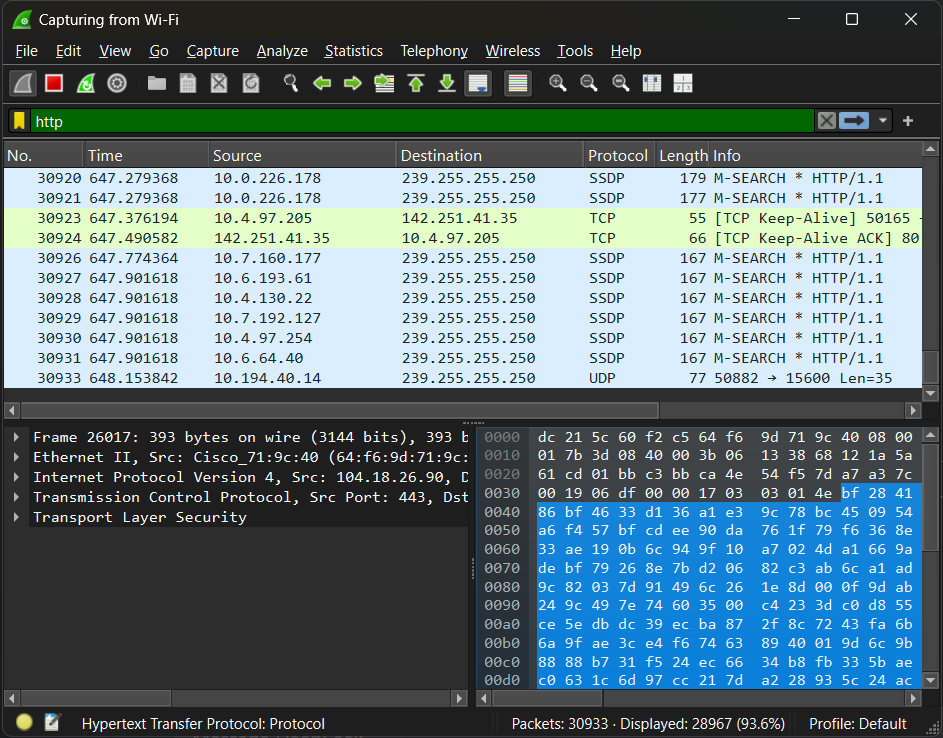 Capturing from Wi-Fi
File Edit View Go Capture Analyze Statistics Telephony Wireless Tools Help
http
No. Time Source Destination Protocol Length Info
30920 647.279368 10.0.226.178 239.255.255.250 SSDP 179 M-SEARCH * HTTP/1.1
30921 647.279368 10.0.226.178 239.255.255.250 SSDP 177 M-SEARCH * HTTP/1.1
30923 647.376194 10.4.97.205 142.251.41.35 TCP 55 [TCP Keep-Alive] 50165
30924 647.490582 142.251.41.35 10.4.97.205 TCP 66 [TCP Keep-Alive ACK] 80
30926 647.774364 10.7.160.177 239.255.255.250 SSDP 167 M-SEARCH * HTTP/1.1
30927 647.901618 10.6.193.61 239.255.255.250 SSDP 167 M-SEARCH * HTTP/1.1
30928 647.901618 10.4.130.22 239.255.255.250 SSDP 167 M-SEARCH * HTTP/1.1
30929 647.901618 10.7.192.127 239.255.255.250 SSDP 167 M-SEARCH * HTTP/1.1
30930 647.901618 10.4.97.254 239.255.255.250 SSDP 167 M-SEARCH * HTTP/1.1
30931 647.901618 10.6.64.40 239.255.255.250 SSDP 167 M-SEARCH * HTTP/1.1
30933 648.153842 10.194.40.14 239.255.255.250 UDP 77 50882 → 15600 Len=35
Frame 26017: 393 bytes on wire (3144 bits), 393 b
Ethernet II, Src: Cisco_71:9c:40 (64:f6:9d:71:9c:
Internet Protocol Version 4, Src: 104.18.26.90, D
Transmission Control Protocol, Src Port: 443, Dst
Transport Layer Security
0000 dc 21 5c 60 f2 c5 64 f6 9d 71 9c 40 08 00
0010 01 7b 3d 08 40 00 3b 06 13 38 68 12 1a 5a
0020 61 cd 01 bb c3 bb ca 4e 54 f5 7d a7 a3 7c
0030 00 19 06 df 00 00 17 03 03 01 4e bf 28 41
0040 86 bf 46 33 d1 36 a1 e3 9c 78 bc 45 09 54
0050 a6 f4 57 bf cd ee 90 da 76 1f 79 f6 36 8e
0060 33 ae 19 0b 6c 94 9f 10 a7 02 4d a1 66 9a
0070 de bf 79 26 8e 7b d2 06 82 c3 ab 6c a1 ad
0080 9c 82 03 7d 91 49 6c 26 1e 8d 00 0f 9d ab
0090 24 9c 49 7e 74 60 35 00 c4 23 3d c0 d8 55
00a0 ce 5e db dc 39 ec ba 87 2f 8c 72 43 fa 6b
00b0 6a 9f ae 3c e4 f6 74 63 89 40 01 9d 6c 9b
00c0 88 88 b7 31 f5 24 ec 66 34 b8 fb 33 5b ae
00d0 c0 63 1c 6d 97 cc 21 7d a2 28 93 5c 24 ac
Hypertext Transfer Protocol: Protocol
Packets: 30933 · Displayed: 28967 (93.6%)
Profile: Default